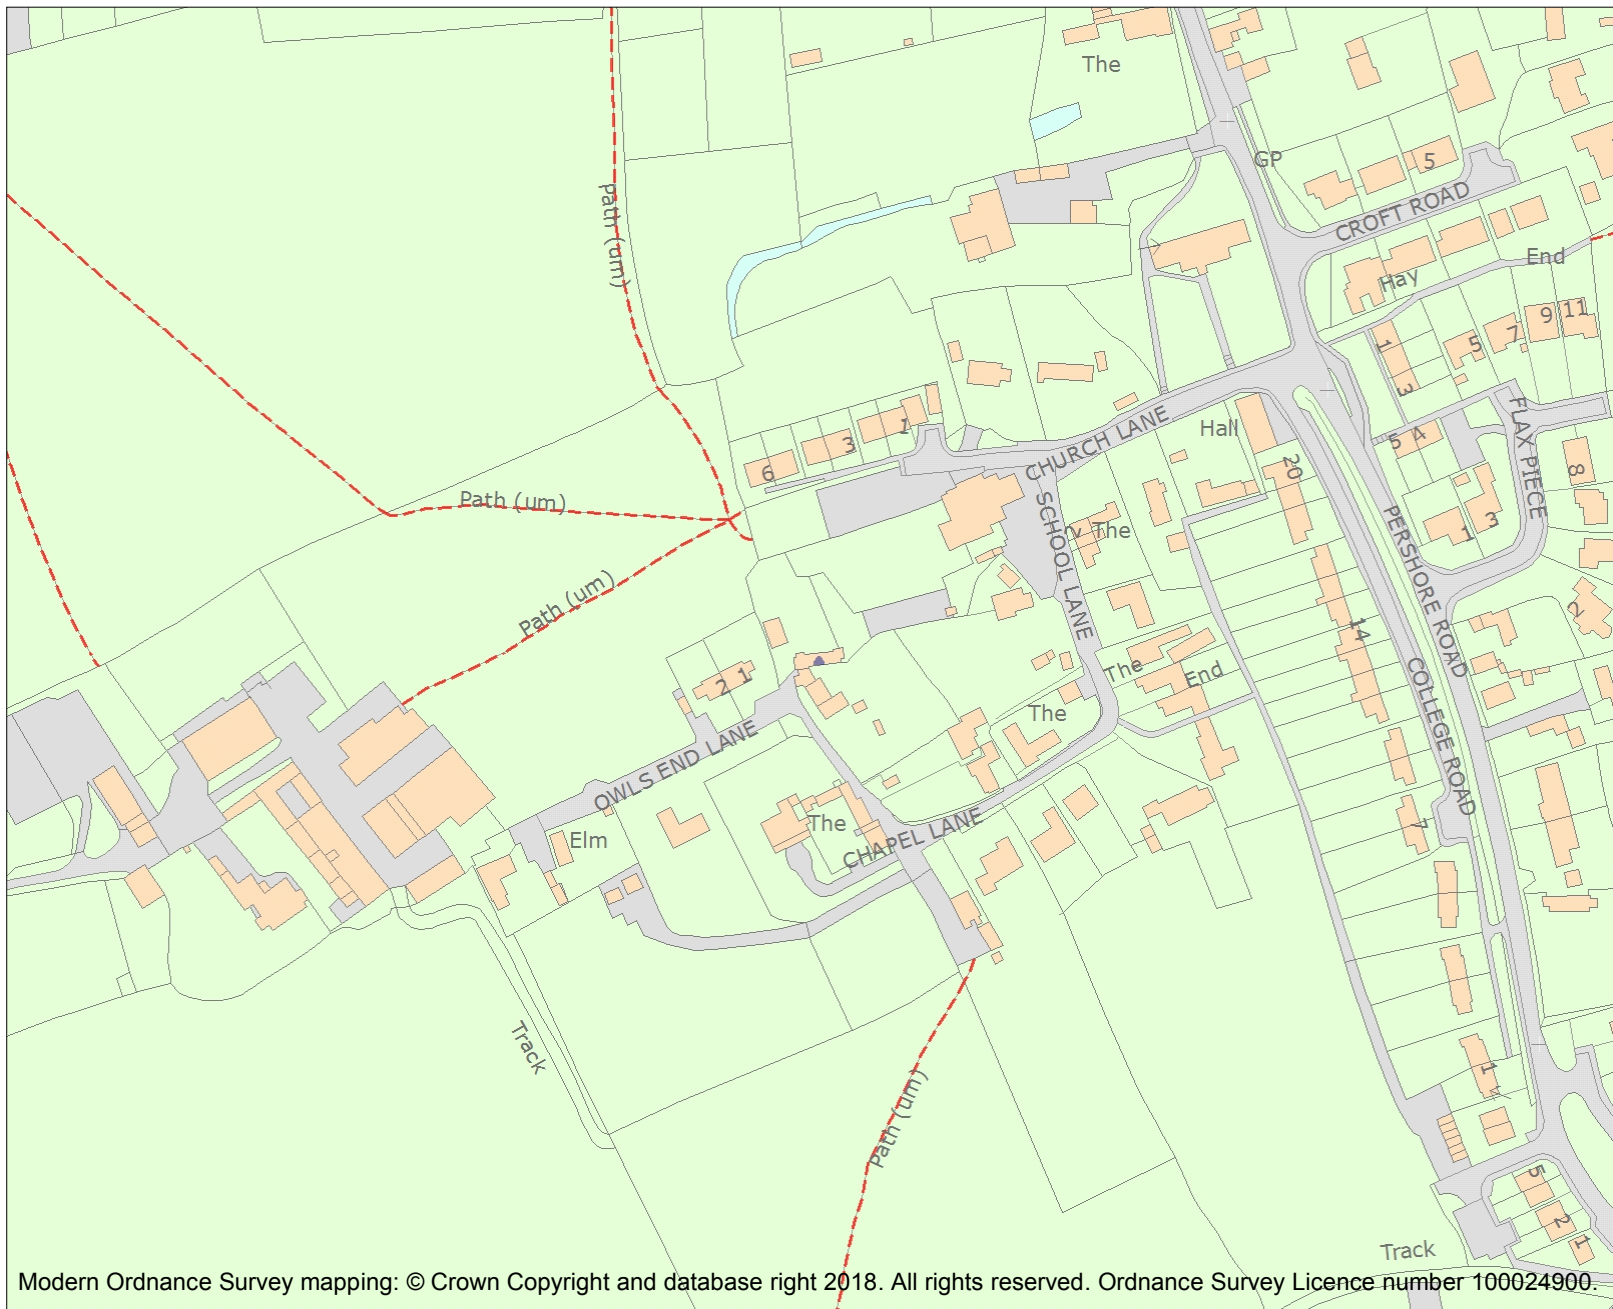 The
GP
5
CROFT ROAD
Path (um)
Hay
End
1
3
5
7
9
11
FLAX PIECE
CHURCH LANE
Hall
20
1
3
6
5
4
8
Path (um)
SCHOOL LANE
2
The
PERSHORE ROAD
1
3
Path (um)
2
14
The
End
2
1
The
COLLEGE ROAD
OWLS END LANE
The
Elm
CHAPEL LANE
7
Track
Path (um)
1
5
2
1
Track
Modern Ordnance Survey mapping: © Crown Copyright and database right 2018. All rights reserved. Ordnance Survey Licence number 100024900.